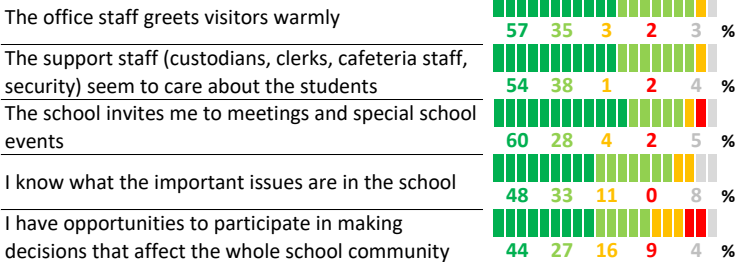 The office staff greets visitors warmly
57 35 3 2 3 %
The support staff (custodians, clerks, cafeteria staff,
security) seem to care about the students
54 38 1 2 4 %
The school invites me to meetings and special school
events
60 28 4 2 5 %
I know what the important issues are in the school
48 33 11 0 8 %
I have opportunities to participate in making
decisions that affect the whole school community
44 27 16 9 4 %